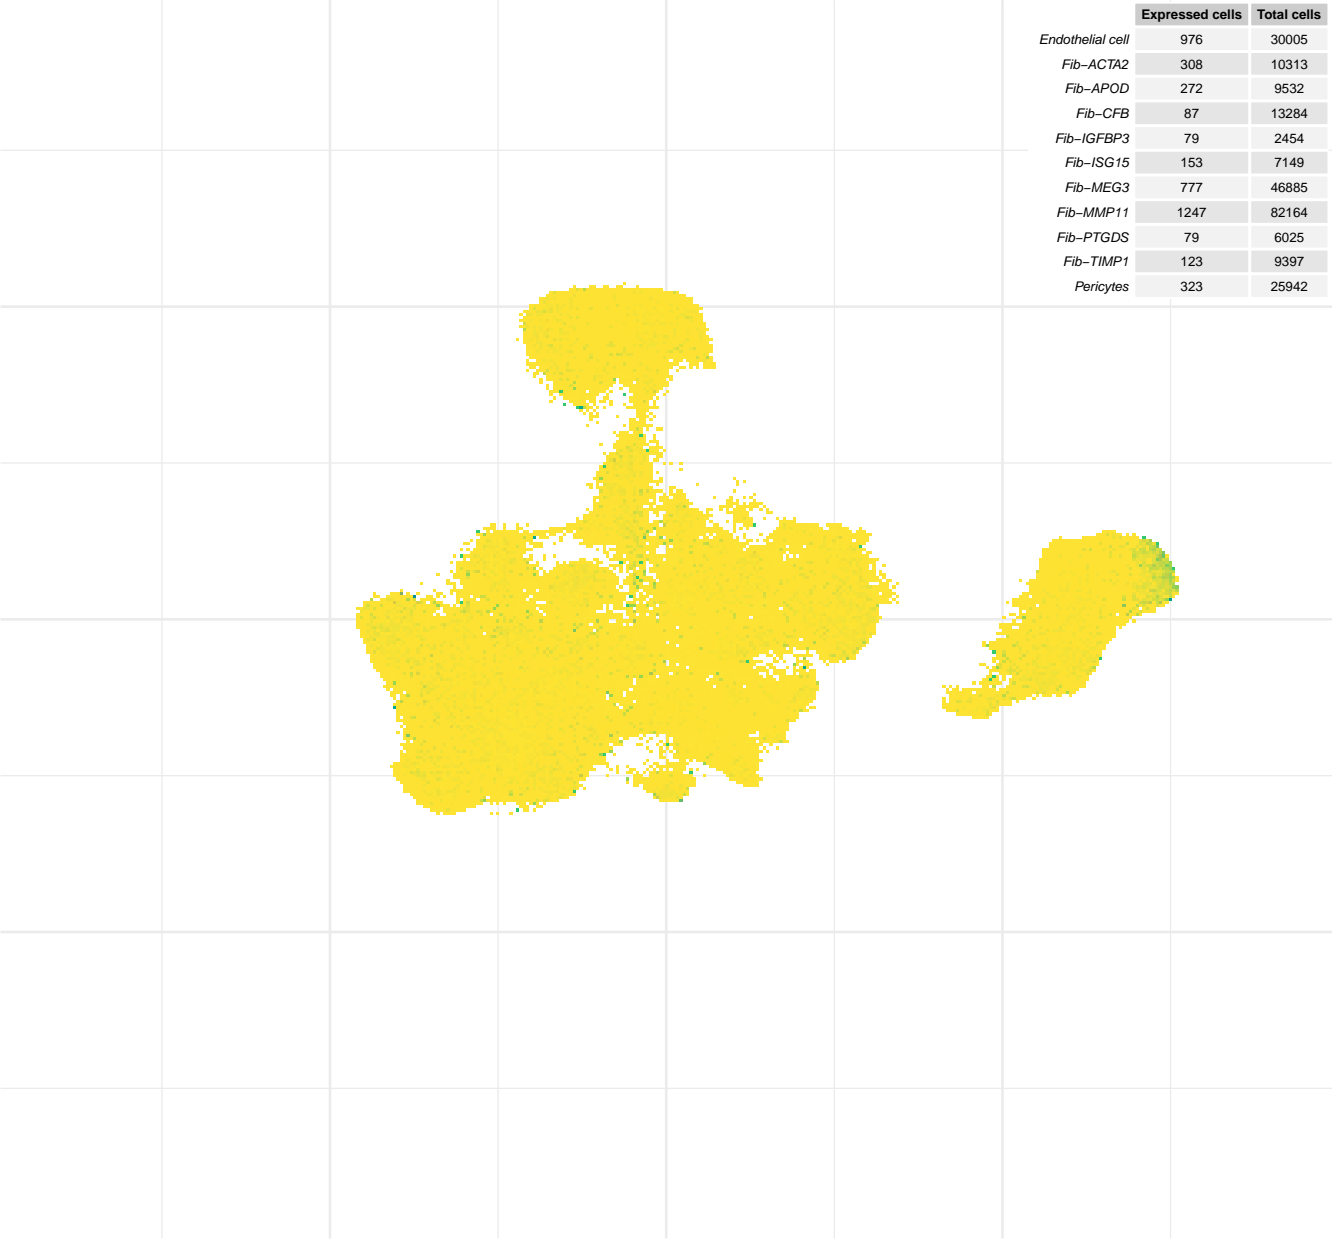 Expressed cells Total cells
Endothelial cell 976 30005
Fib−ACTA2 308 10313
Fib−APOD 272 9532
Fib−CFB 87 13284
Fib−IGFBP3 79 2454
Fib−ISG15 153 7149
Fib−MEG3 777 46885
Fib−MMP11 1247 82164
Fib−PTGDS 79 6025
Fib−TIMP1 123 9397
Pericytes 323 25942